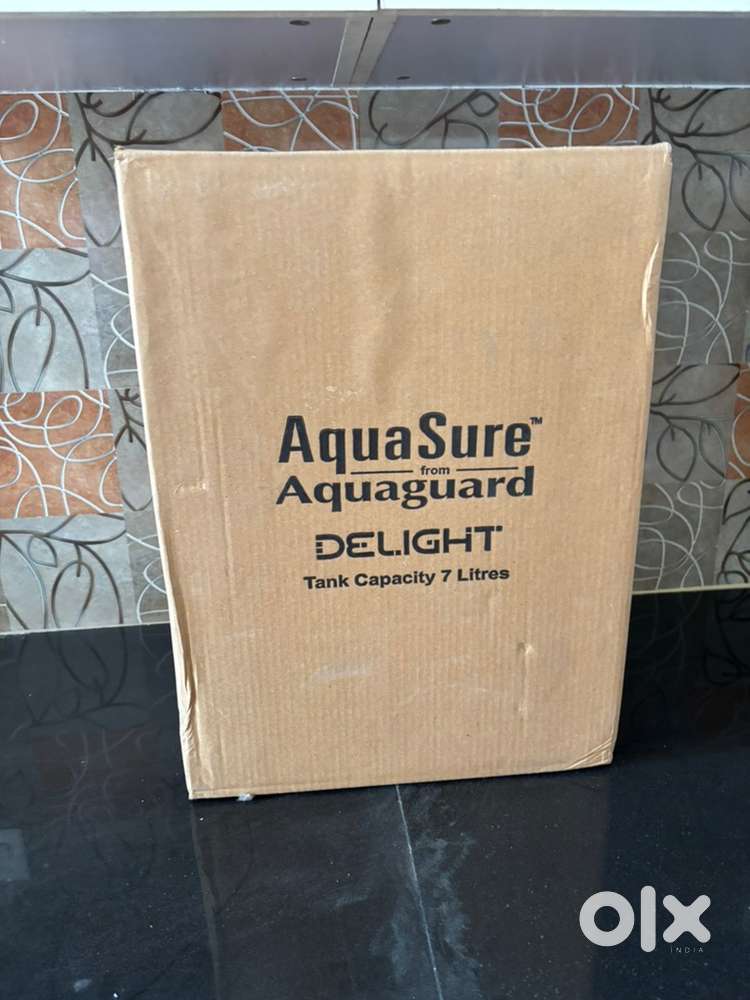 AquaSure™
from
Aquaguard
DELIGHT
Tank Capacity 7 Litres
olx
INDIA